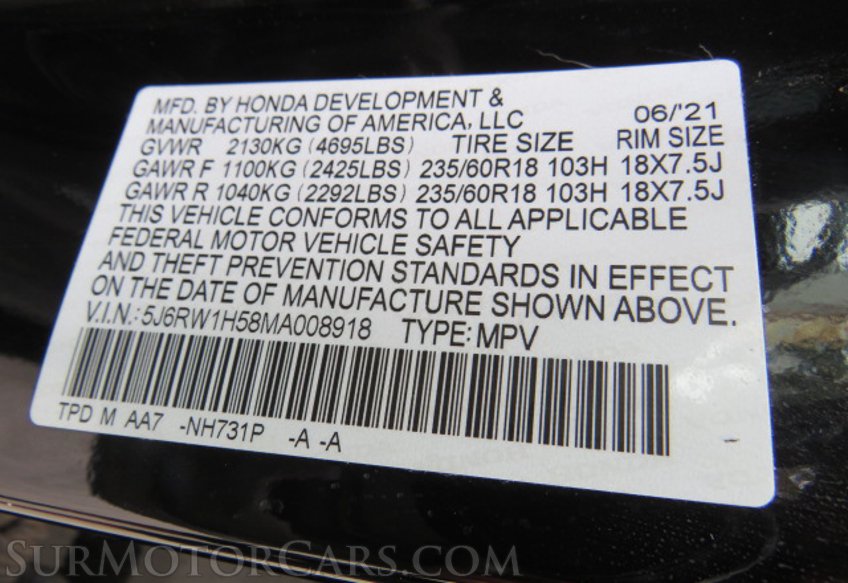 MFD. BY HONDA DEVELOPMENT &
MANUFACTURING OF AMERICA, LLC 06/'21
GVWR 2130KG (4695LBS) TIRE SIZE RIM SIZE
GAWR F 1100KG (2425LBS) 235/60R18 103H 18X7.5J
GAWR R 1040KG (2292LBS) 235/60R18 103H 18X7.5J
THIS VEHICLE CONFORMS TO ALL APPLICABLE
FEDERAL MOTOR VEHICLE SAFETY
AND THEFT PREVENTION STANDARDS IN EFFECT
ON THE DATE OF MANUFACTURE SHOWN ABOVE.
V.I.N.:5J6RW1H58MA008918 TYPE:MPV
TPD M AA7 -NH731P -A -A -
SURMOTORCARS.COM